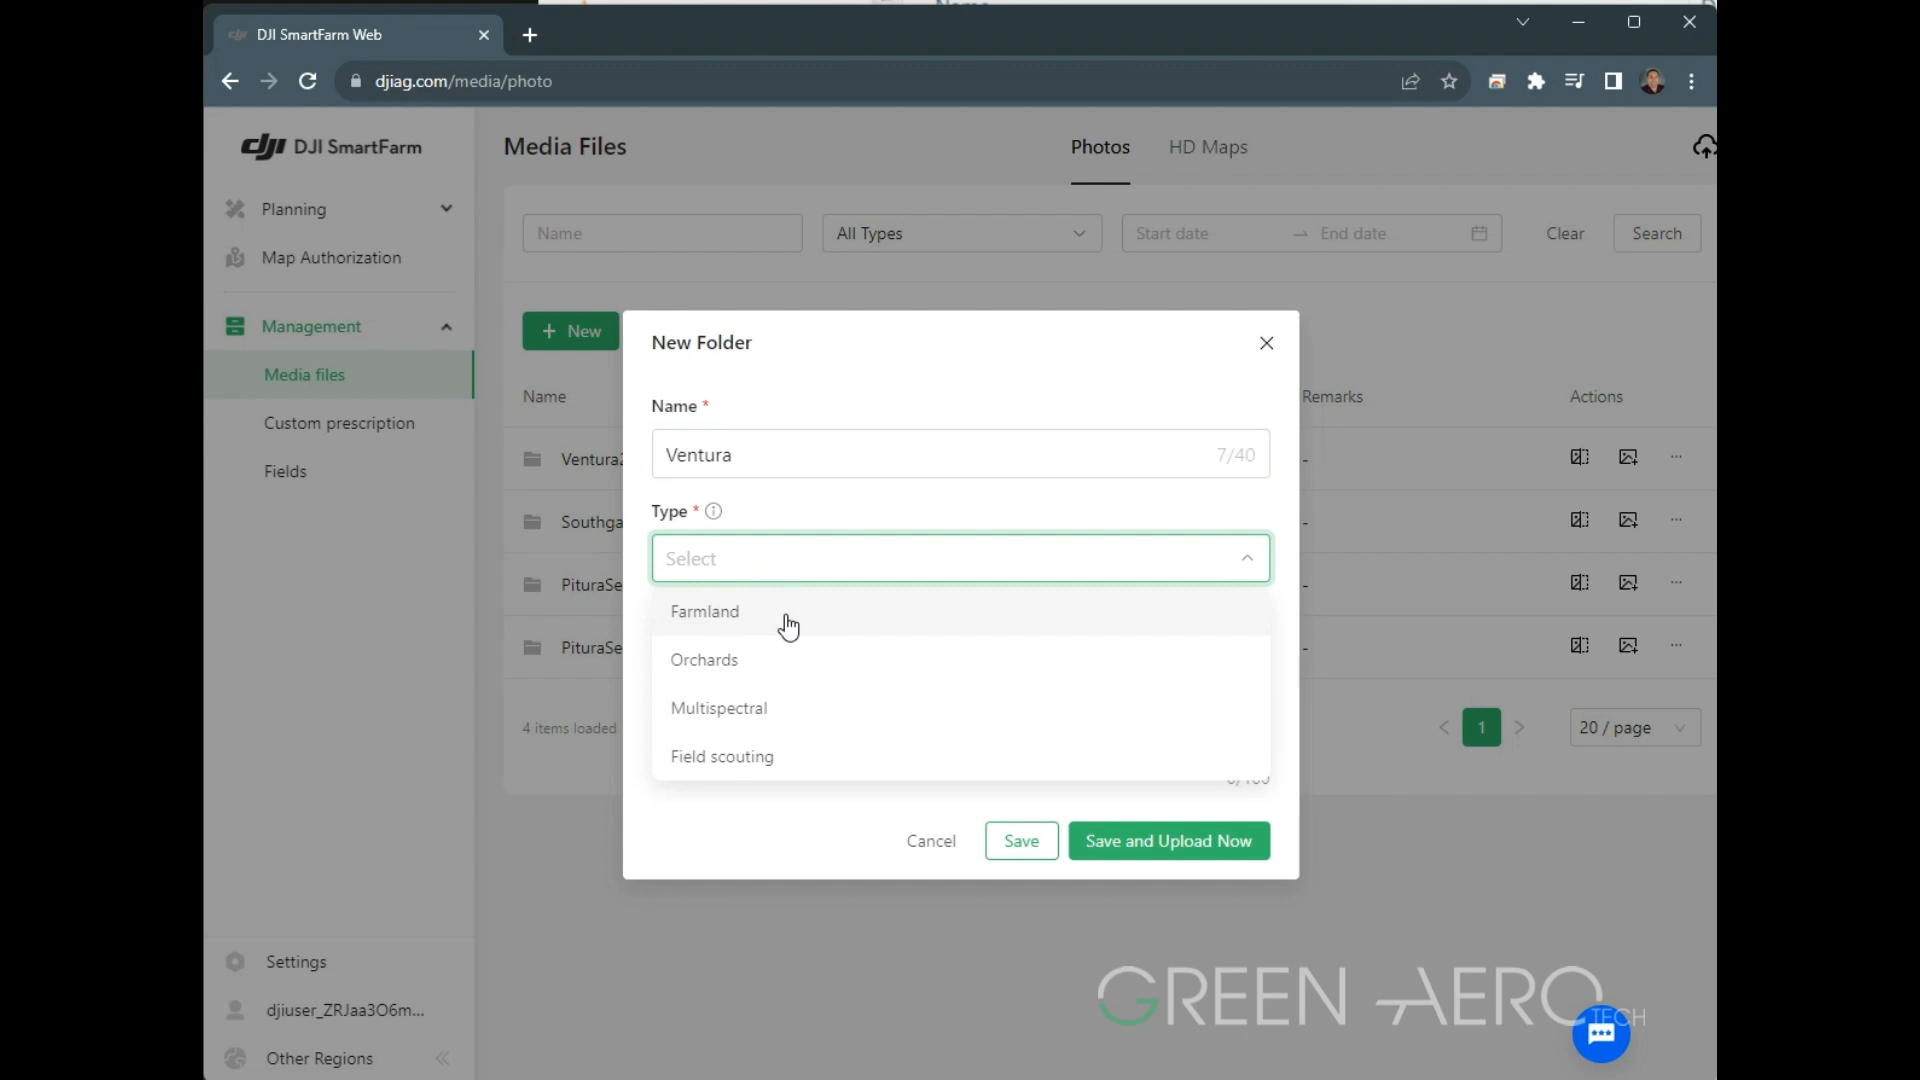 DJI SmartFarm Web
djiag.com/media/photo
DJI SmartFarm
Media Files
Photos
HD Maps
Planning
Map Authorization
Management
Media files
Custom prescription
Fields
Name
All Types
Start date
End date
Clear
Search
New
Name
Remarks
Actions
Ventura2
Southga
PituraSe
PituraSe
4 items loaded
1
20 / page
New Folder
Name *
Ventura
7/40
Type *
Select
Farmland
Orchards
Multispectral
Field scouting
Cancel
Save
Save and Upload Now
Settings
djiuser_ZRJaa3O6m...
Other Regions
GREEN AERO
TECH